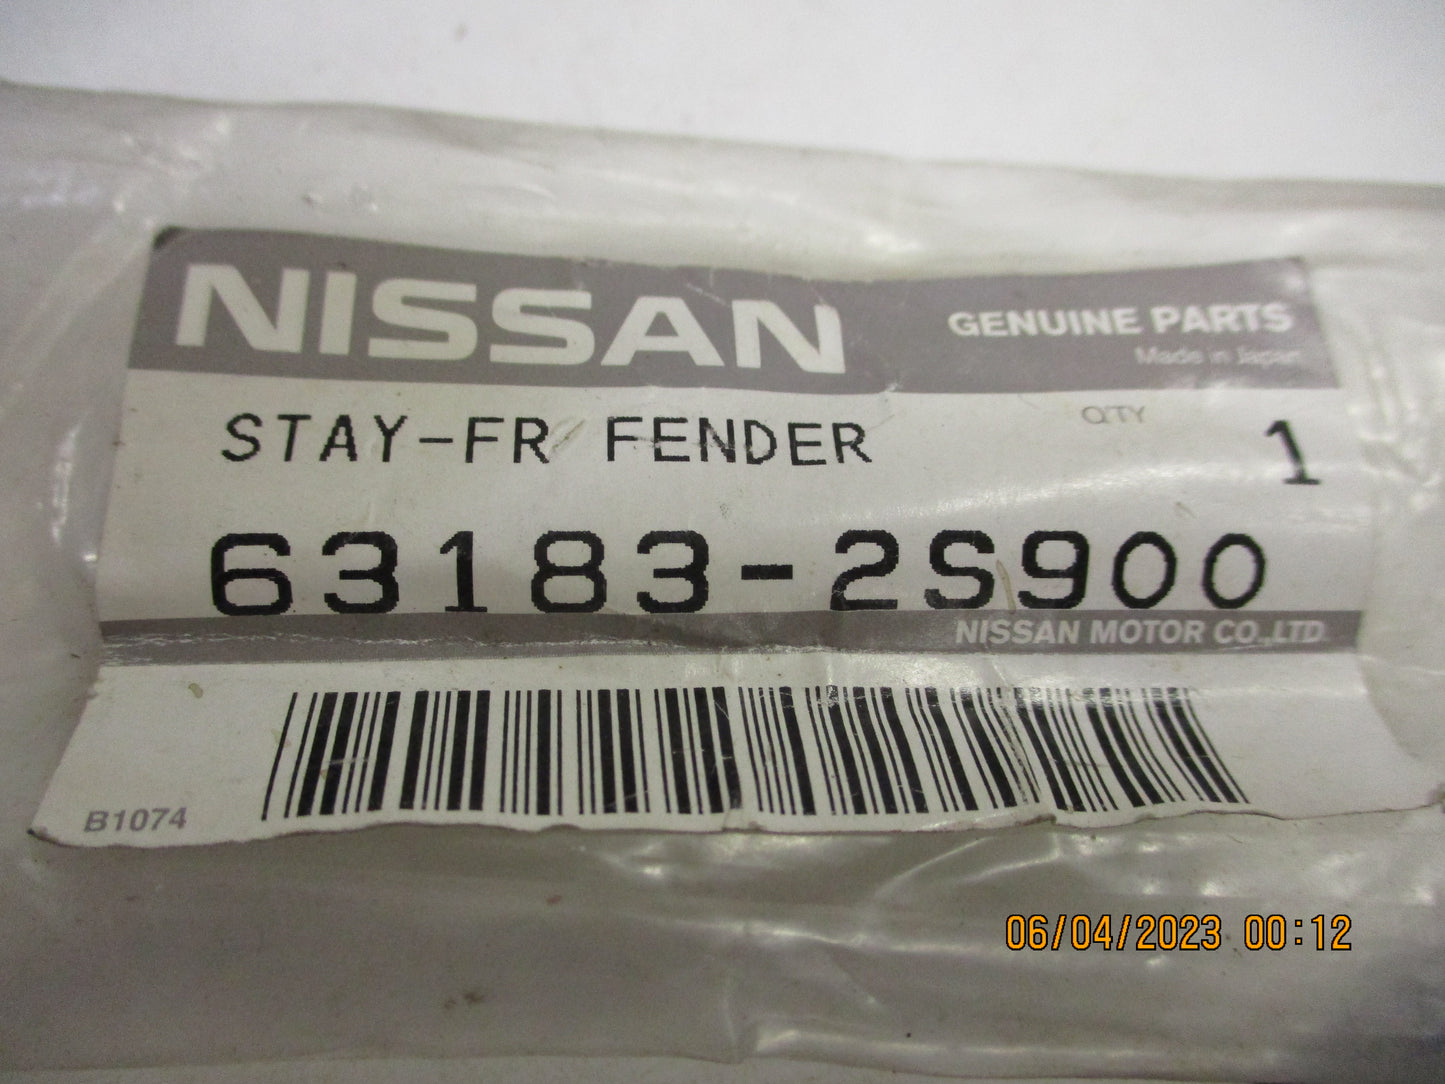 NISSAN
GENUINE PARTS
Made in Japan
STAY-FR FENDER
Q'TY
1
63183-2S900
NISSAN MOTOR CO.,LTD.
B1074
06/04/2023 00:12